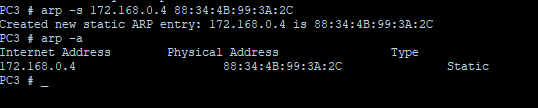 PC3 # arp -s 172.168.0.4 88:34:4B:99:3A:2C
Created new static ARP entry: 172.168.0.4 is 88:34:4B:99:3A:2C
PC3 # arp -a
Internet Address Physical Address Type
172.168.0.4 88:34:4B:99:3A:2C Static
PC3 # _